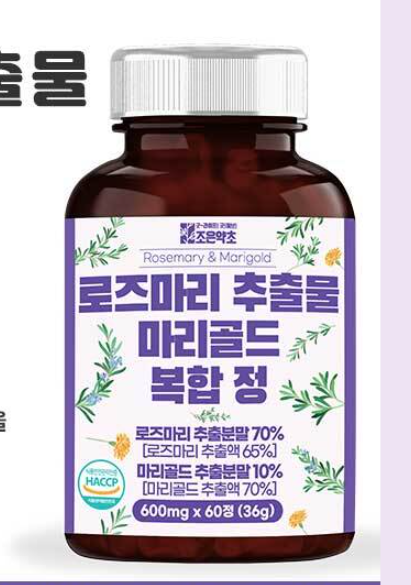 출물
조은약초
Rosemary & Marigold
로즈마리 추출물
마리골드
복합 정
로즈마리 추출분말 70%
[로즈마리 추출액 65%]
마리골드 추출분말 10%
[마리골드 추출액 70%]
HACCP
600mg x 60정 (36g)
을